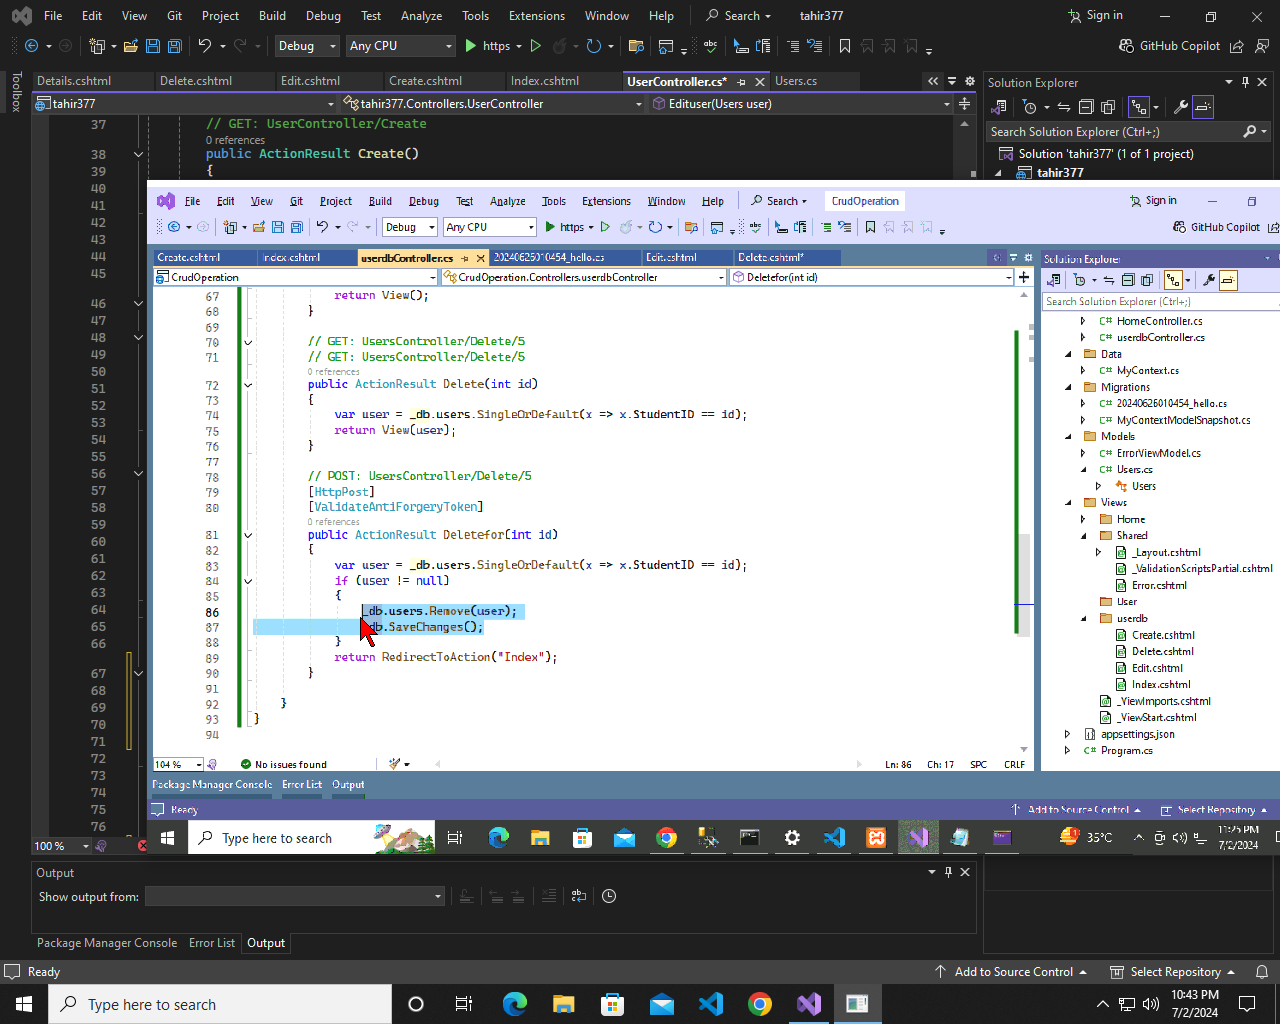 File Edit View Git Project Build Debug Test Analyze Tools Extensions Window Help Search tahir377 Sign in
Debug Any CPU https GitHub Copilot
Toolbox
Details.cshtml Delete.cshtml Edit.cshtml Create.cshtml Index.cshtml UserController.cs* Users.cs
Solution Explorer
tahir377 tahir377.Controllers.UserController Edituser(Users user)
Search Solution Explorer (Ctrl+;)
Solution 'tahir377' (1 of 1 project)
tahir377
37 // GET: UserController/Create
0 references
38 public ActionResult Create()
39 {
40
41
42
43
44
45
46
47
48
49
50
51
52
53
54
55
56
57
58
59
60
61
62
63
64
65
66
67
68
69
70
71
72
73
74
75
76
File Edit View Git Project Build Debug Test Analyze Tools Extensions Window Help Search CrudOperation Sign in
Debug Any CPU https GitHub Copilot
Create.cshtml Index.cshtml userdbController.cs 20240626010454_hello.cs Edit.cshtml Delete.cshtml*
CrudOperation CrudOperation.Controllers.userdbController Deletefor(int id)
67 return View();
68 }
69
70 // GET: UsersController/Delete/5
71 // GET: UsersController/Delete/5
0 references
72 public ActionResult Delete(int id)
73 {
74 var user = _db.users.SingleOrDefault(x => x.StudentID == id);
75 return View(user);
76 }
77
78 // POST: UsersController/Delete/5
79 [HttpPost]
80 [ValidateAntiForgeryToken]
0 references
81 public ActionResult Deletefor(int id)
82 {
83 var user = _db.users.SingleOrDefault(x => x.StudentID == id);
84 if (user != null)
85 {
86 _db.users.Remove(user);
87 db.SaveChanges();
88 }
89 return RedirectToAction("Index");
90 }
91
92 }
93 }
94
104 % No issues found Ln: 86 Ch: 17 SPC CRLF
Package Manager Console Error List Output
Ready Add to Source Control Select Repository
Solution Explorer
Search Solution Explorer (Ctrl+;)
C# HomeController.cs
C# userdbController.cs
Data
C# MyContext.cs
Migrations
C# 20240626010454_hello.cs
C# MyContextModelSnapshot.cs
Models
C# ErrorViewModel.cs
C# Users.cs
Users
Views
Home
Shared
_Layout.cshtml
_ValidationScriptsPartial.cshtml
Error.cshtml
User
userdb
Create.cshtml
Delete.cshtml
Edit.cshtml
Index.cshtml
_ViewImports.cshtml
_ViewStart.cshtml
appsettings.json
C# Program.cs
Type here to search 35°C 11:25 PM
7/2/2024
100 %
Output
Show output from:
Package Manager Console Error List Output
Ready Add to Source Control Select Repository
Type here to search 10:43 PM
7/2/2024